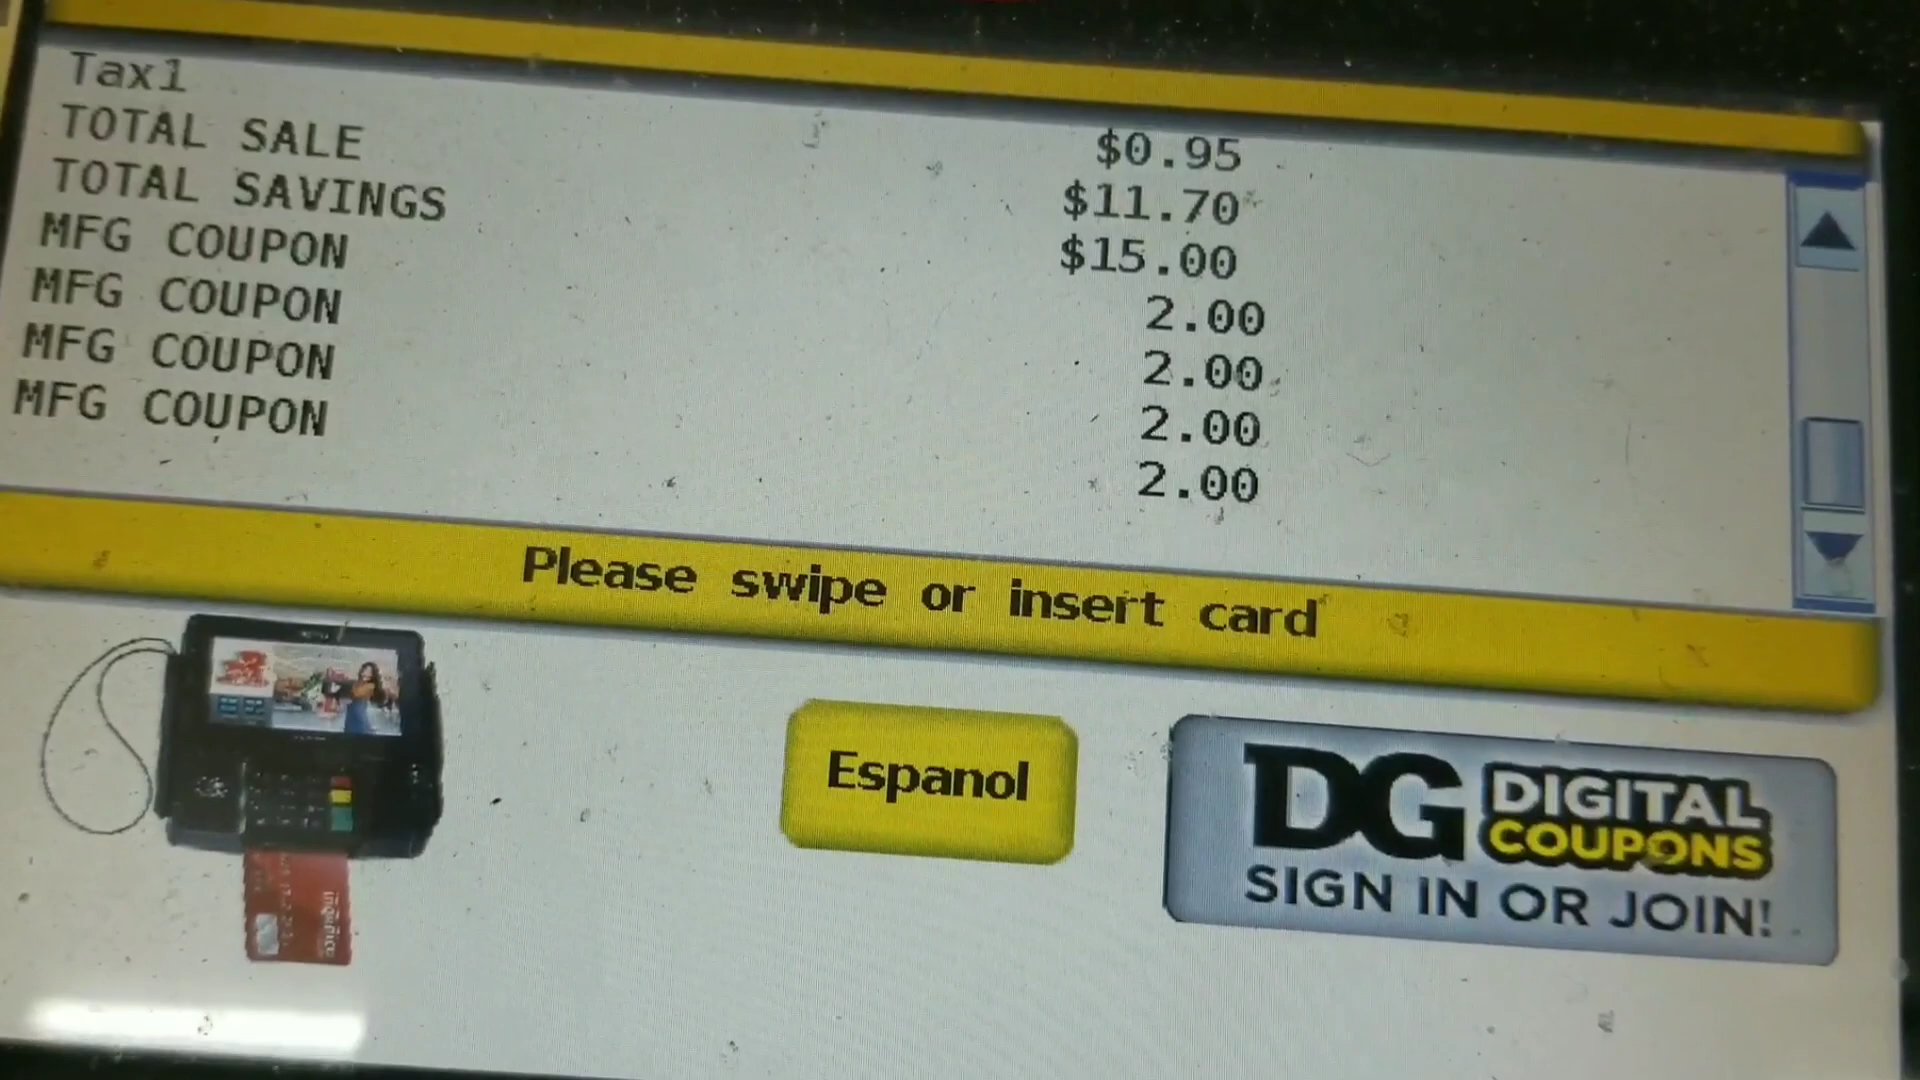 Tax1 $0.95
TOTAL SALE $11.70
TOTAL SAVINGS $15.00
MFG COUPON 2.00
MFG COUPON 2.00
MFG COUPON 2.00
MFG COUPON 2.00
Please swipe or insert card
Espanol
DG DIGITAL COUPONS
SIGN IN OR JOIN!